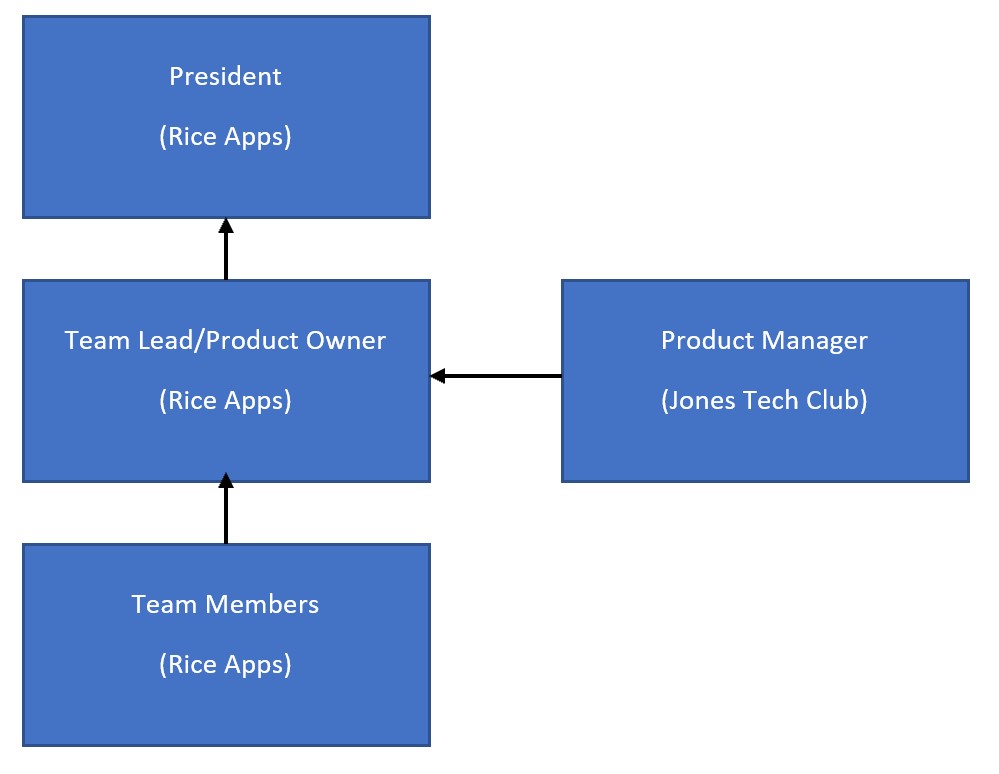 President
(Rice Apps)
Team Lead/Product Owner
(Rice Apps)
Product Manager
(Jones Tech Club)
Team Members
(Rice Apps)